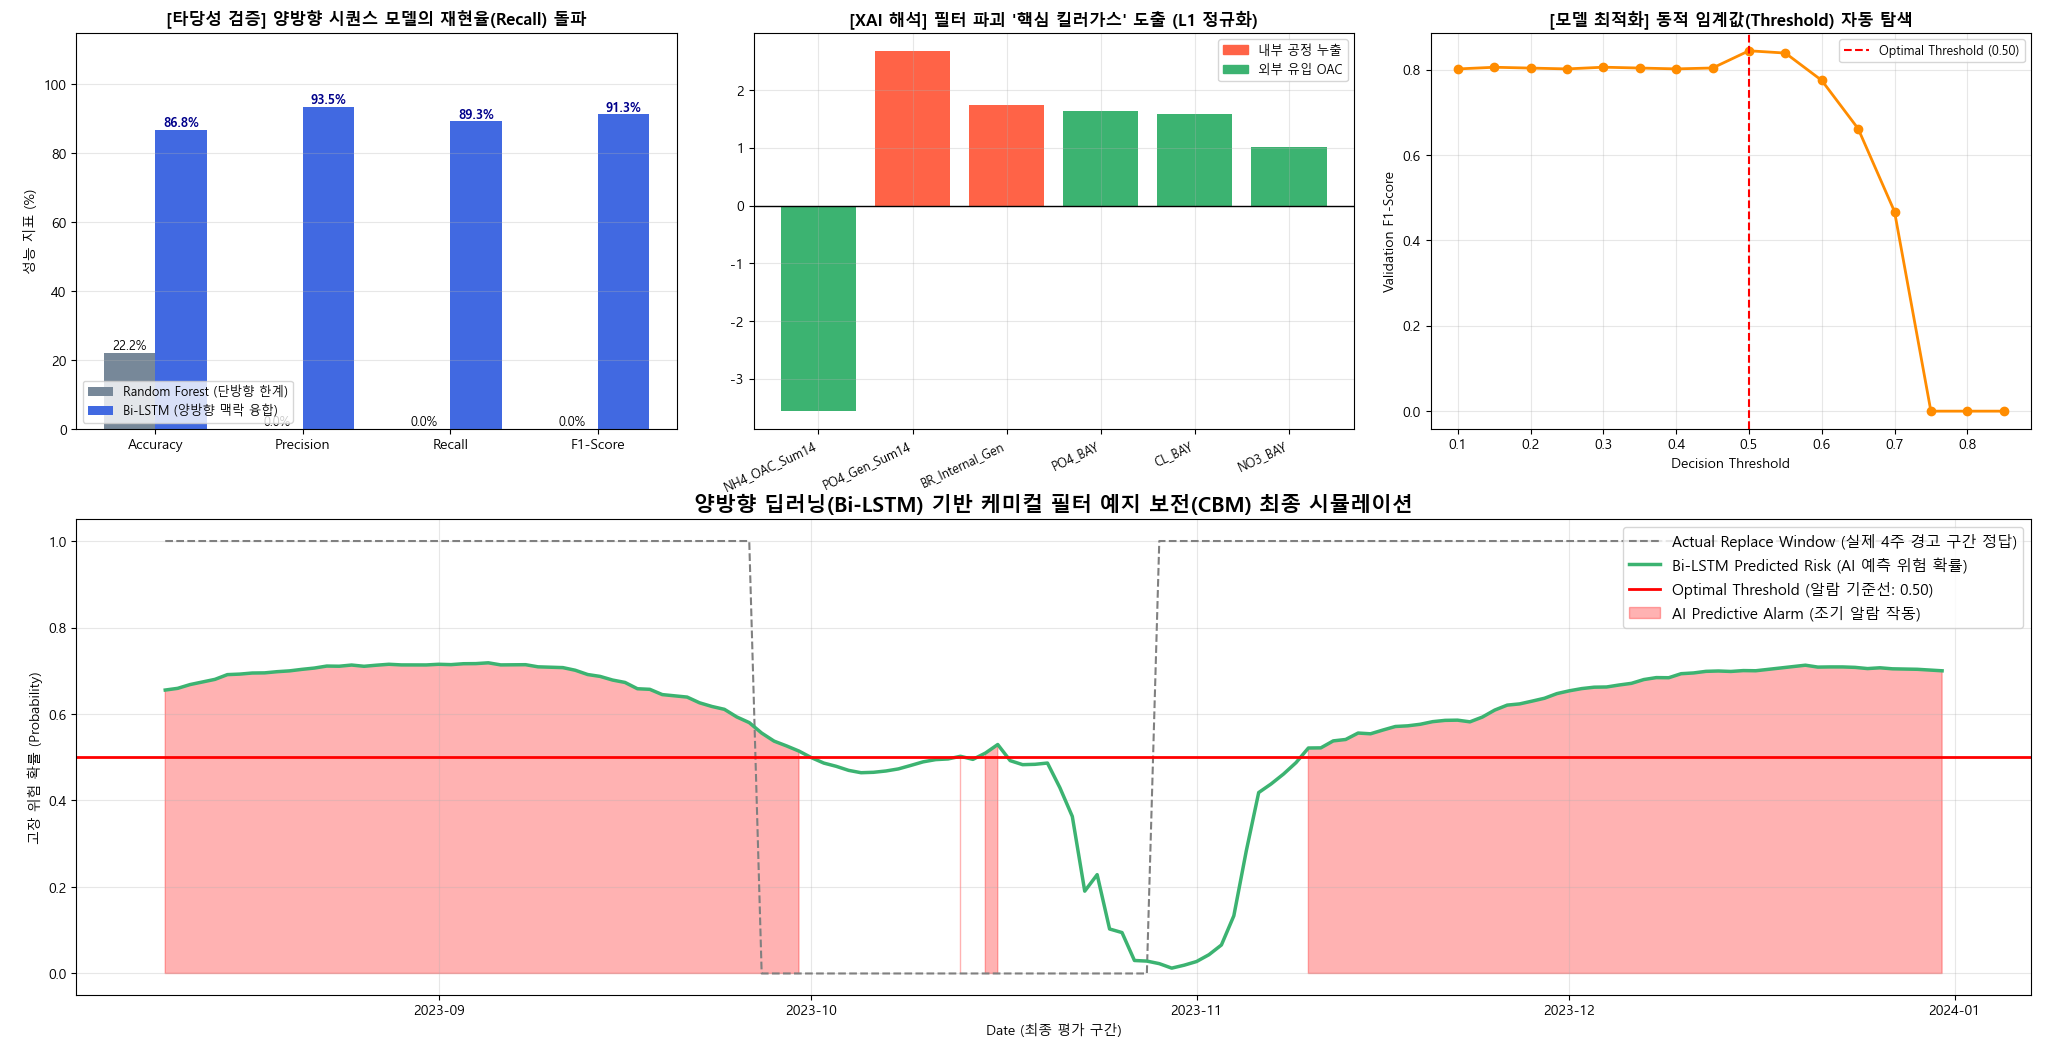 [타당성 검증] 양방향 시퀀스 모델의 재현율(Recall) 돌파
성능 지표 (%)
100
80
60
40
20
0
22.2%
86.8%
0.0%
93.5%
0.0%
89.3%
0.0%
91.3%
Random Forest (단방향 한계)
Bi-LSTM (양방향 맥락 융합)
Accuracy
Precision
Recall
F1-Score
[XAI 해석] 필터 파괴 '핵심 킬러가스' 도출 (L1 정규화)
내부 공정 누출
외부 유입 OAC
2
1
0
-1
-2
-3
NH4_OAC_Sum14
PO4_Gen_Sum14
BR_Internal_Gen
PO4_BAY
CL_BAY
NO3_BAY
[모델 최적화] 동적 임계값(Threshold) 자동 탐색
Optimal Threshold (0.50)
Validation F1-Score
0.8
0.6
0.4
0.2
0.0
0.1
0.2
0.3
0.4
0.5
0.6
0.7
0.8
Decision Threshold
양방향 딥러닝(Bi-LSTM) 기반 케미컬 필터 예지 보전(CBM) 최종 시뮬레이션
Actual Replace Window (실제 4주 경고 구간 정답)
Bi-LSTM Predicted Risk (AI 예측 위험 확률)
Optimal Threshold (알람 기준선: 0.50)
AI Predictive Alarm (조기 알람 작동)
고장 위험 확률 (Probability)
1.0
0.8
0.6
0.4
0.2
0.0
2023-09
2023-10
2023-11
2023-12
2024-01
Date (최종 평가 구간)